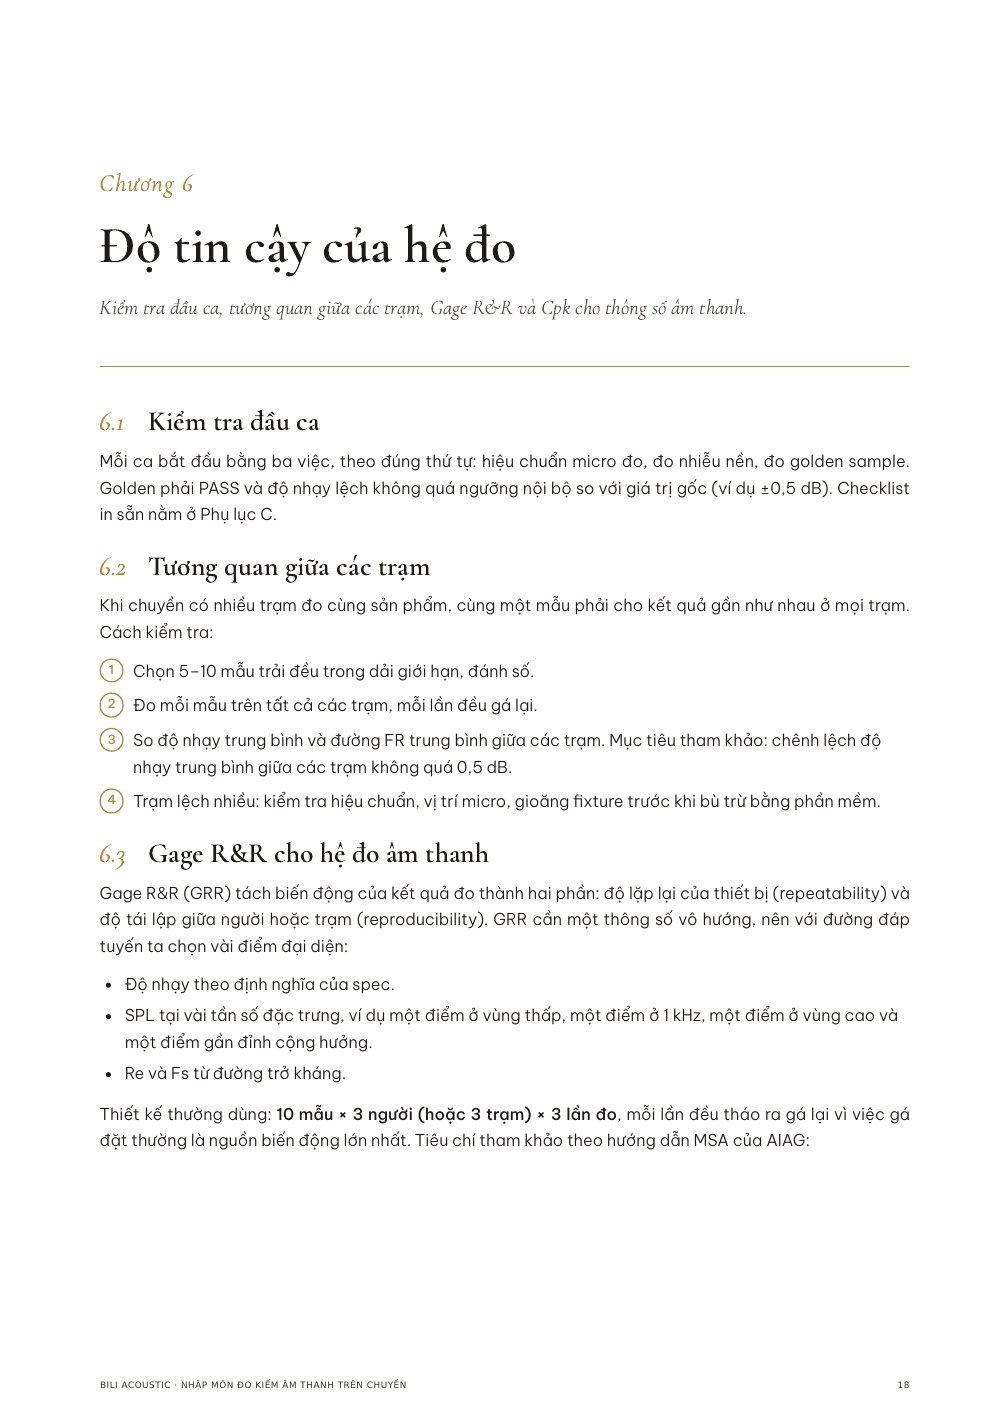 Chương 6
Độ tin cậy của hệ đo
Kiểm tra đầu ca, tương quan giữa các trạm, Gage R&R và Cpk cho thông số âm thanh.
6.1 Kiểm tra đầu ca
Mỗi ca bắt đầu bằng ba việc, theo đúng thứ tự: hiệu chuẩn micro đo, đo nhiễu nền, đo golden sample.
Golden phải PASS và độ nhạy lệch không quá ngưỡng nội bộ so với giá trị gốc (ví dụ ±0,5 dB). Checklist
in sẵn nằm ở Phụ lục C.
6.2 Tương quan giữa các trạm
Khi chuyền có nhiều trạm đo cùng sản phẩm, cùng một mẫu phải cho kết quả gần như nhau ở mọi trạm.
Cách kiểm tra:
1 Chọn 5–10 mẫu trải đều trong dải giới hạn, đánh số.
2 Đo mỗi mẫu trên tất cả các trạm, mỗi lần đều gá lại.
3 So độ nhạy trung bình và đường FR trung bình giữa các trạm. Mục tiêu tham khảo: chênh lệch độ
nhạy trung bình giữa các trạm không quá 0,5 dB.
4 Trạm lệch nhiều: kiểm tra hiệu chuẩn, vị trí micro, gioăng fixture trước khi bù trừ bằng phần mềm.
6.3 Gage R&R cho hệ đo âm thanh
Gage R&R (GRR) tách biến động của kết quả đo thành hai phần: độ lặp lại của thiết bị (repeatability) và
độ tái lập giữa người hoặc trạm (reproducibility). GRR cần một thông số vô hướng, nên với đường đáp
tuyến ta chọn vài điểm đại diện:
• Độ nhạy theo định nghĩa của spec.
• SPL tại vài tần số đặc trưng, ví dụ một điểm ở vùng thấp, một điểm ở 1 kHz, một điểm ở vùng cao và
một điểm gần đỉnh cộng hưởng.
• Re và Fs từ đường trở kháng.
Thiết kế thường dùng: 10 mẫu × 3 người (hoặc 3 trạm) × 3 lần đo, mỗi lần đều tháo ra gá lại vì việc gá
đặt thường là nguồn biến động lớn nhất. Tiêu chí tham khảo theo hướng dẫn MSA của AIAG:
BILI ACOUSTIC · NHẬP MÔN ĐO KIỂM ÂM THANH TRÊN CHUYỀN 18